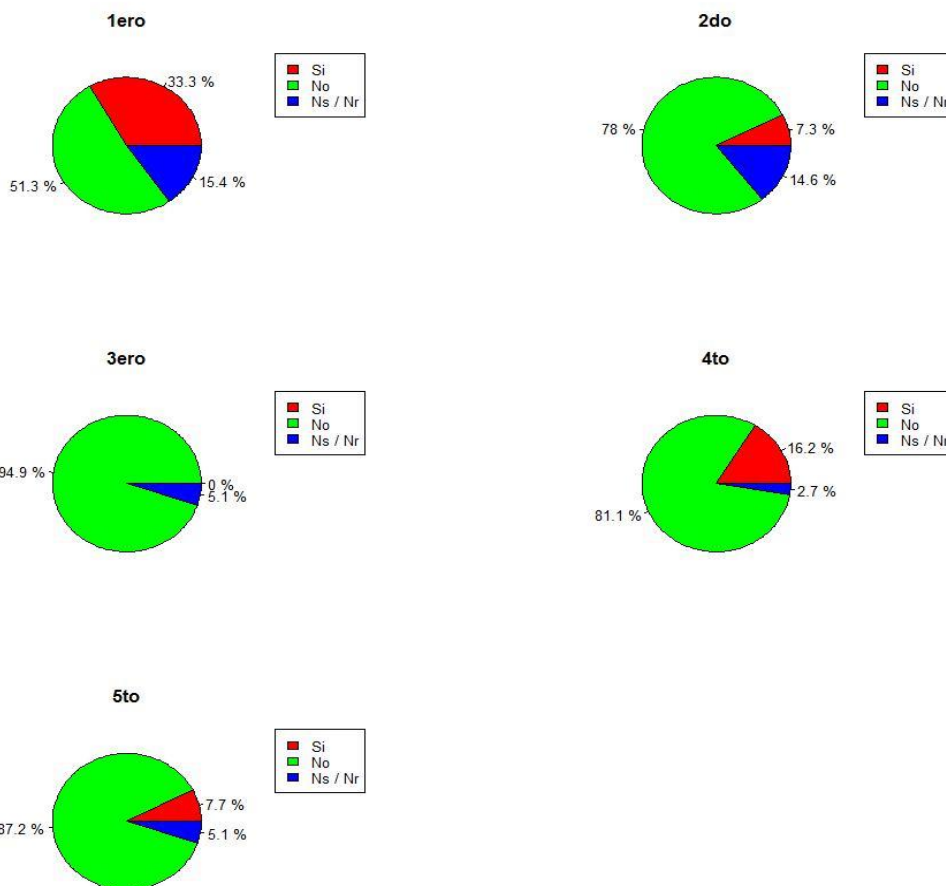 1ero
Si
No
Ns / Nr
33.3 %
51.3 %
15.4 %
2do
Si
No
Ns / Nr
78 %
7.3 %
14.6 %
3ero
Si
No
Ns / Nr
94.9 %
0 %
5.1 %
4to
Si
No
Ns / Nr
16.2 %
2.7 %
81.1 %
5to
Si
No
Ns / Nr
7.7 %
87.2 %
5.1 %